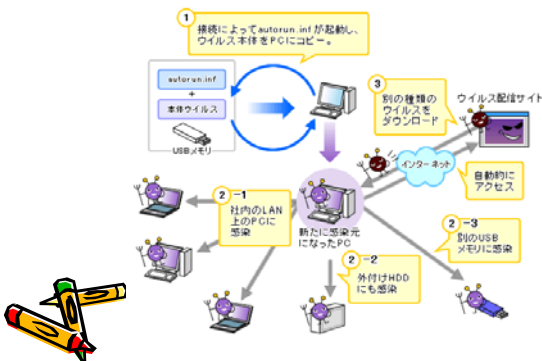 1
接続によってautorun.infが起動し、
ウイルス本体をPCにコピー。
autorun.inf
+
本体ウイルス
USBメモリ
3
別の種類の
ウイルスを
ダウンロード
ウイルス配信サイト
インターネット
自動的に
アクセス
2-1
社内のLAN
上のPCに
感染
新たに感染元
になったPC
2-2
外付けHDD
にも感染
2-3
別のUSB
メモリに感染